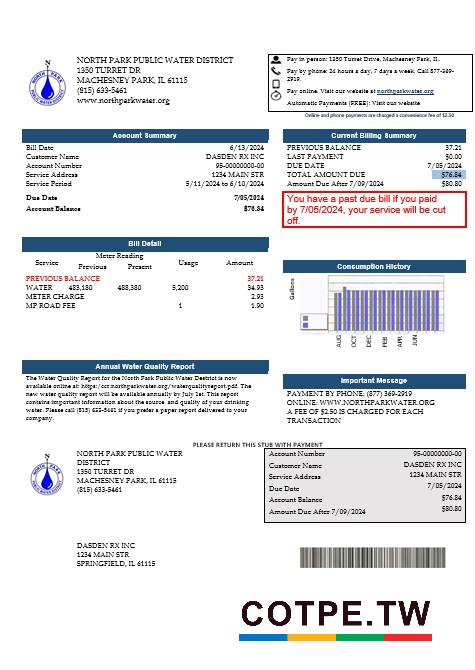 NORTH PARK PUBLIC WATER DISTRICT
1350 TURRET DR
MACHESNEY PARK, IL 61115
(815) 633-5461
www.northparkwater.org
NORTH PARK
WATER DISTRICT
Pay in person: 1350 Turret Drive, Machesney Park, IL.
Pay by phone: 24 hours a day, 7 days a week. Call 877-369-
2915.
Pay online. Visit our website at northparkwater.org
Automatic Payments (FREE): Visit our website
Online and phone payments are charged a convenience fee of $2.50
Account Summary
Bill Date 6/13/2024
Customer Name DASDEN RX INC
Account Number 95-00000000-00
Service Address 1234 MAIN STR
Service Period 5/11/2024 to 6/10/2024
Due Date 7/05/2024
Account Balance $76.84
Current Billing Summary
PREVIOUS BALANCE 37.21
LAST PAYMENT $0.00
DUE DATE 7/05/2024
TOTAL AMOUNT DUE $76.84
Amount Due After 7/09/2024 $80.80
You have a past due bill if you paid
by 7/05/2024, your service will be cut
off.
Bill Detail
Meter Reading
Service Previous Present Usage Amount
PREVIOUS BALANCE 37.21
WATER 483,180 488,380 5,200 34.93
METER CHARGE 2.93
MP ROAD FEE 1 1.90
Consumption History
Gallons
AUG OCT DEC FEB APR JUN
Annual Water Quality Report
The Water Quality Report for the North Park Public Water District is now
available online at: https:/ccr.northparkwater.org/waterqualityreport.pdf. The
new water quality will be available annually by July 1st. This report
contains important information about the source and quality of your drinking
water. Please call (815) 633-5461 if you prefer a paper report delivered to your
company.
Important Message
PAYMENT BY PHONE: (877) 369-2919
ONLINE: WWW.NORTHPARKWATER.ORG
A FEE OF $2.50 IS CHARGED FOR EACH
TRANSACTION
PLEASE RETURN THIS STUB WITH PAYMENT
NORTH PARK
WATER DISTRICT
NORTH PARK PUBLIC WATER
DISTRICT
1350 TURRET DR
MACHESNEY PARK, IL 61115
(815) 633-5461
Account Number 95-00000000-00
Customer Name DASDEN RX INC
Service Address 1234 MAIN STR
Due Date 7/05/2024
Account Balance $76.84
Amount Due After 7/09/2024 $80.80
DASDEN RX INC
1234 MAIN STR
SPRINGFIELD, IL 61115
COTPE.TW